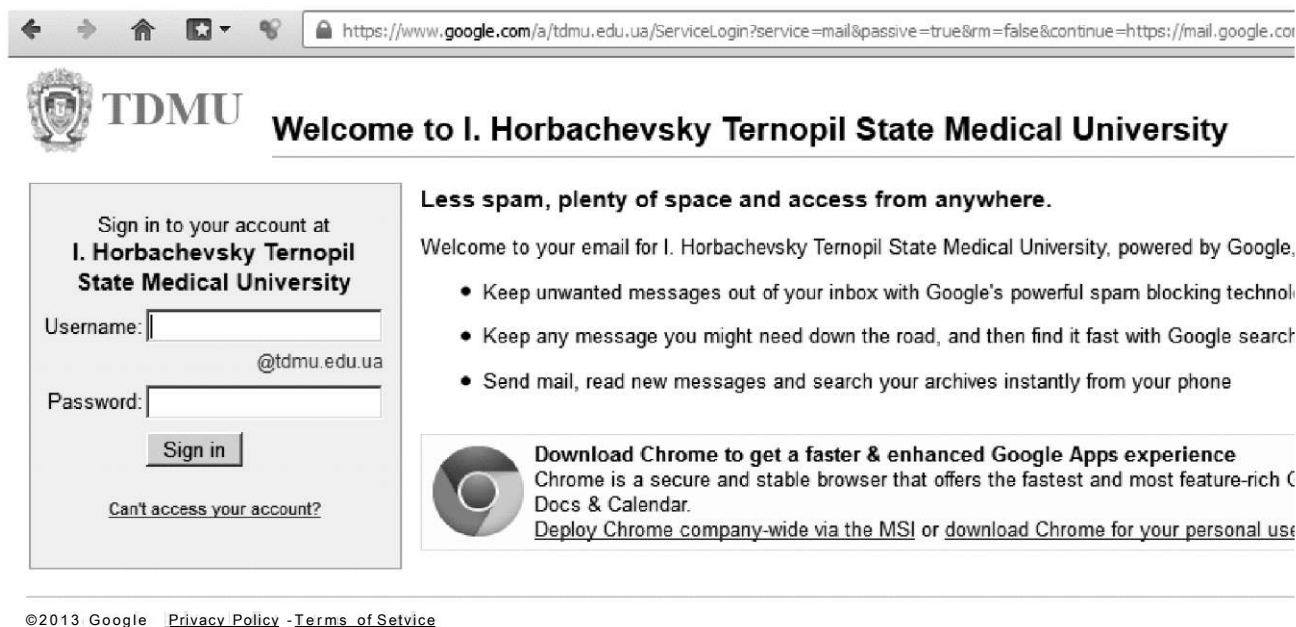 https://www.google.com/a/tdmu.edu.ua/ServiceLogin?service=mail&passive=true&rm=false&continue=https://mail.google.cor
TDMU
Welcome to I. Horbachevsky Ternopil State Medical University
Sign in to your account at
I. Horbachevsky Ternopil
State Medical University
Username:
@tdmu.edu.ua
Password:
Sign in
Can't access your account?
Less spam, plenty of space and access from anywhere.
Welcome to your email for I. Horbachevsky Ternopil State Medical University, powered by Google,
• Keep unwanted messages out of your inbox with Google's powerful spam blocking technol
• Keep any message you might need down the road, and then find it fast with Google search
• Send mail, read new messages and search your archives instantly from your phone
Download Chrome to get a faster & enhanced Google Apps experience
Chrome is a secure and stable browser that offers the fastest and most feature-rich
Docs & Calendar.
Deploy Chrome company-wide via the MSI or download Chrome for your personal use
©2013 Google Privacy Policy - Terms of Setvice